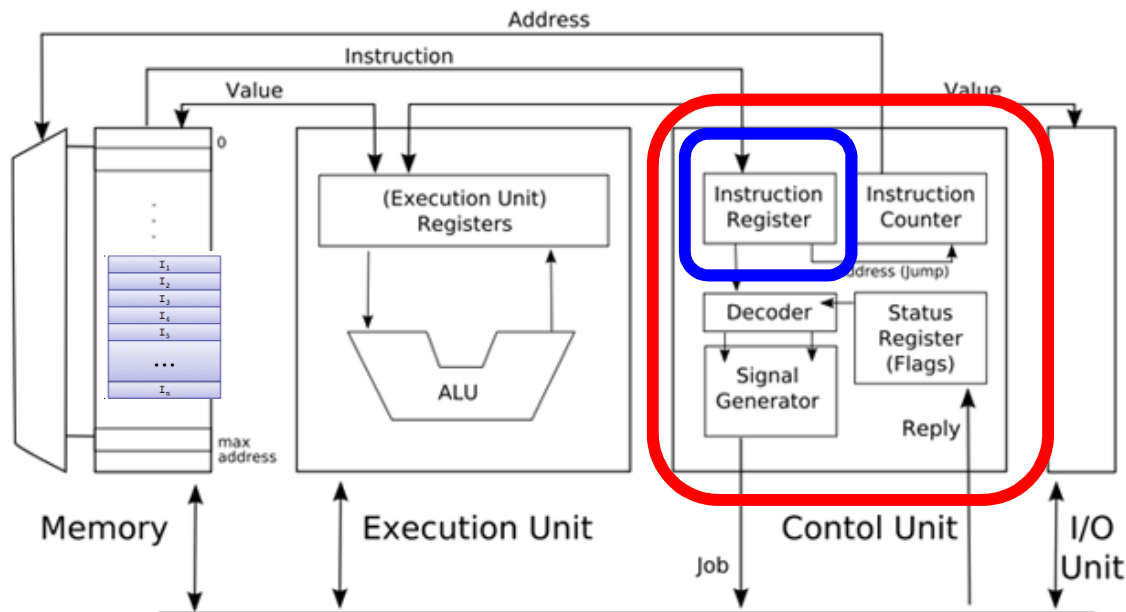 Address
Instruction
Value
Value
0
(Execution Unit)
Registers
Instruction
Register
Instruction
Counter
ddress (Jump)
I1
I2
I3
I4
I5
...
In
Decoder
Status
Register
(Flags)
ALU
Signal
Generator
Reply
max
address
Memory
Execution Unit
Contol Unit
I/O
Unit
Job